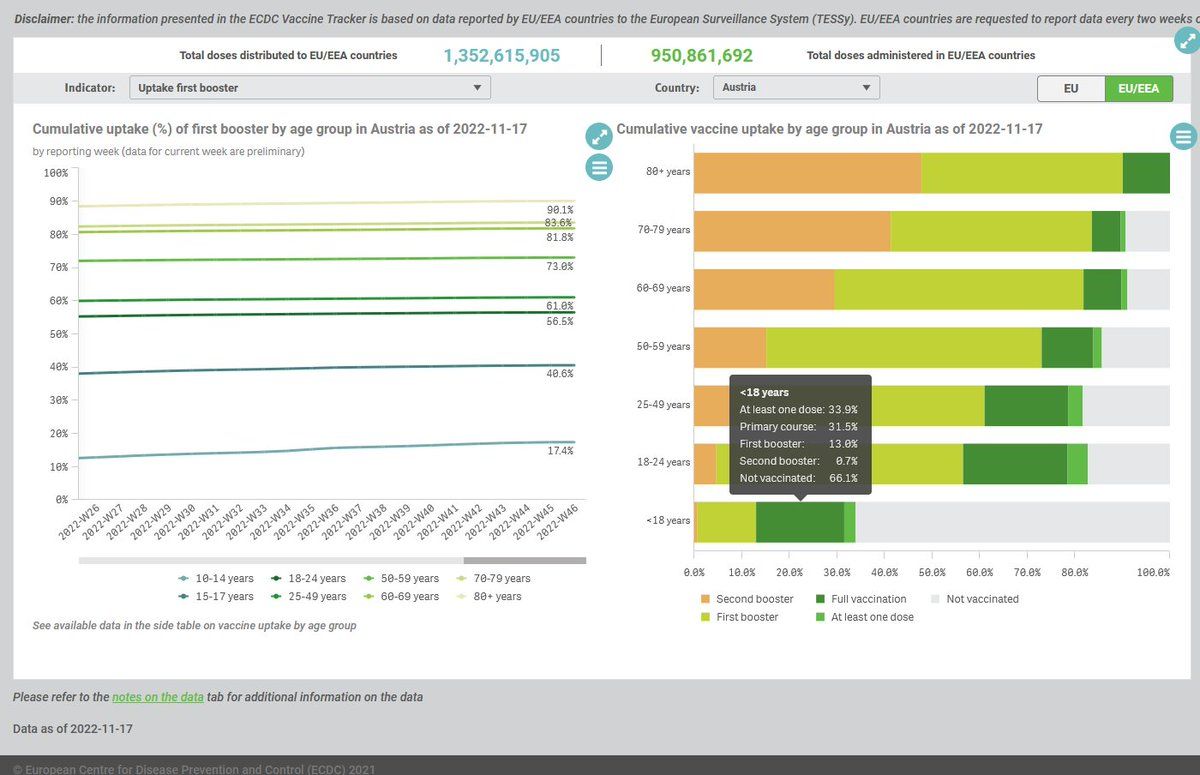 Disclaimer: the information presented in the ECDC Vaccine Tracker is based on data reported by EU/EEA countries to the European Surveillance System (TESSy). EU/EEA countries are requested to report data every two weeks
Total doses distributed to EU/EEA countries 1,352,615,905 950,861,692 Total doses administered in EU/EEA countries
Indicator: Uptake first booster Country: Austria EU EU/EEA
Cumulative uptake (%) of first booster by age group in Austria as of 2022-11-17
by reporting week (data for current week are preliminary)
100%
90%
80%
70%
60%
50%
40%
30%
20%
10%
0%
90.1%
83.6%
81.8%
73.0%
61.0%
56.5%
40.6%
17.4%
2022-W26
2022-W27
2022-W28
2022-W29
2022-W30
2022-W31
2022-W32
2022-W33
2022-W34
2022-W35
2022-W36
2022-W37
2022-W38
2022-W39
2022-W40
2022-W41
2022-W42
2022-W43
2022-W44
2022-W45
2022-W46
10-14 years 18-24 years 50-59 years 70-79 years
15-17 years 25-49 years 60-69 years 80+ years
See available data in the side table on vaccine uptake by age group
Cumulative vaccine uptake by age group in Austria as of 2022-11-17
80+ years
70-79 years
60-69 years
50-59 years
25-49 years
18-24 years
<18 years
<18 years
At least one dose: 33.9%
Primary course: 31.5%
First booster: 13.0%
Second booster: 0.7%
Not vaccinated: 66.1%
0.0% 10.0% 20.0% 30.0% 40.0% 50.0% 60.0% 70.0% 80.0% 100.0%
Second booster Full vaccination Not vaccinated
First booster At least one dose
Please refer to the notes on the data tab for additional information on the data
Data as of 2022-11-17
© European Centre for Disease Prevention and Control (ECDC) 2021